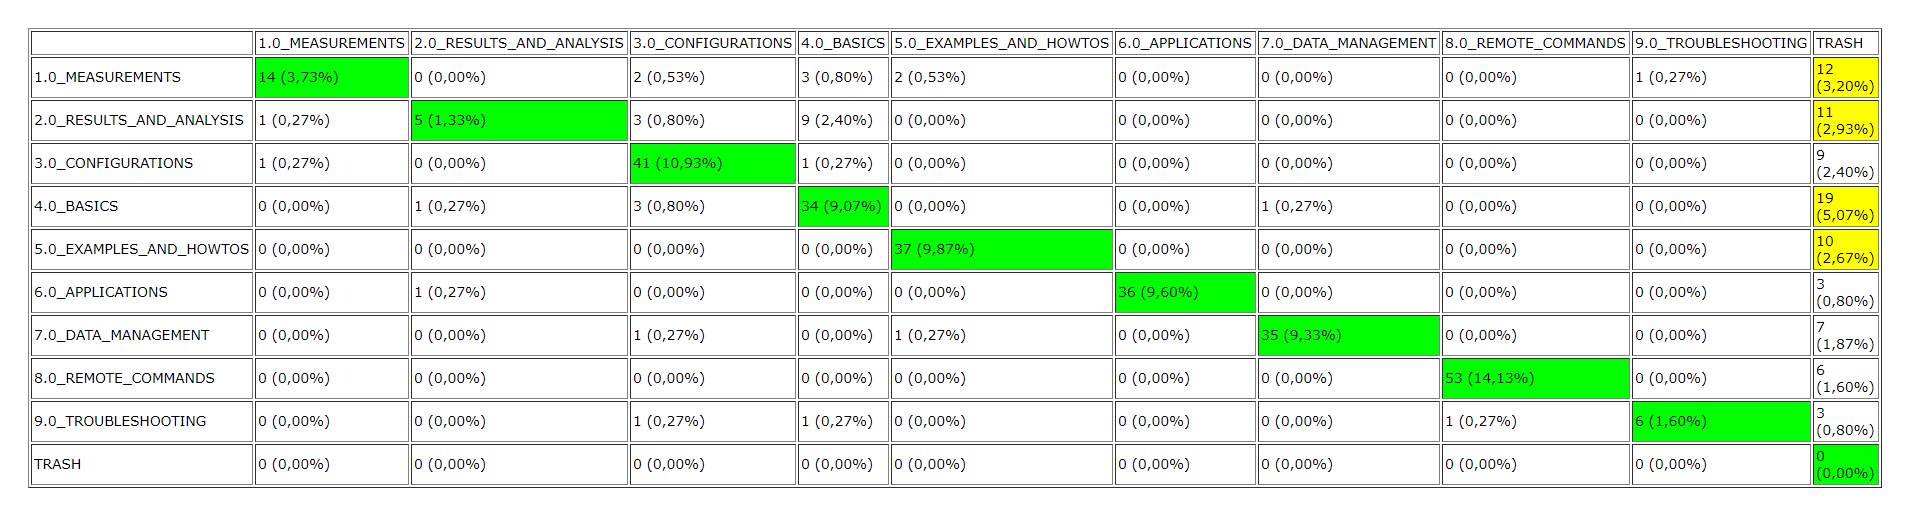 1.0_MEASUREMENTS 2.0_RESULTS_AND_ANALYSIS 3.0_CONFIGURATIONS 4.0_BASICS 5.0_EXAMPLES_AND_HOWTOS 6.0_APPLICATIONS 7.0_DATA_MANAGEMENT 8.0_REMOTE_COMMANDS 9.0_TROUBLESHOOTING TRASH
1.0_MEASUREMENTS 14 (3,73%) 0 (0,00%) 2 (0,53%) 3 (0,80%) 2 (0,53%) 0 (0,00%) 0 (0,00%) 0 (0,00%) 1 (0,27%) 12 (3,20%)
2.0_RESULTS_AND_ANALYSIS 1 (0,27%) 5 (1,33%) 3 (0,80%) 9 (2,40%) 0 (0,00%) 0 (0,00%) 0 (0,00%) 0 (0,00%) 0 (0,00%) 11 (2,93%)
3.0_CONFIGURATIONS 1 (0,27%) 0 (0,00%) 41 (10,93%) 1 (0,27%) 0 (0,00%) 0 (0,00%) 0 (0,00%) 0 (0,00%) 0 (0,00%) 9 (2,40%)
4.0_BASICS 0 (0,00%) 1 (0,27%) 3 (0,80%) 34 (9,07%) 0 (0,00%) 0 (0,00%) 1 (0,27%) 0 (0,00%) 0 (0,00%) 19 (5,07%)
5.0_EXAMPLES_AND_HOWTOS 0 (0,00%) 0 (0,00%) 0 (0,00%) 0 (0,00%) 37 (9,87%) 0 (0,00%) 0 (0,00%) 0 (0,00%) 0 (0,00%) 10 (2,67%)
6.0_APPLICATIONS 0 (0,00%) 1 (0,27%) 0 (0,00%) 0 (0,00%) 0 (0,00%) 36 (9,60%) 0 (0,00%) 0 (0,00%) 0 (0,00%) 3 (0,80%)
7.0_DATA_MANAGEMENT 0 (0,00%) 0 (0,00%) 1 (0,27%) 0 (0,00%) 1 (0,27%) 0 (0,00%) 35 (9,33%) 0 (0,00%) 0 (0,00%) 7 (1,87%)
8.0_REMOTE_COMMANDS 0 (0,00%) 0 (0,00%) 0 (0,00%) 0 (0,00%) 0 (0,00%) 0 (0,00%) 0 (0,00%) 53 (14,13%) 0 (0,00%) 6 (1,60%)
9.0_TROUBLESHOOTING 0 (0,00%) 0 (0,00%) 1 (0,27%) 1 (0,27%) 0 (0,00%) 0 (0,00%) 0 (0,00%) 1 (0,27%) 6 (1,60%) 3 (0,80%)
TRASH 0 (0,00%) 0 (0,00%) 0 (0,00%) 0 (0,00%) 0 (0,00%) 0 (0,00%) 0 (0,00%) 0 (0,00%) 0 (0,00%) 0 (0,00%)